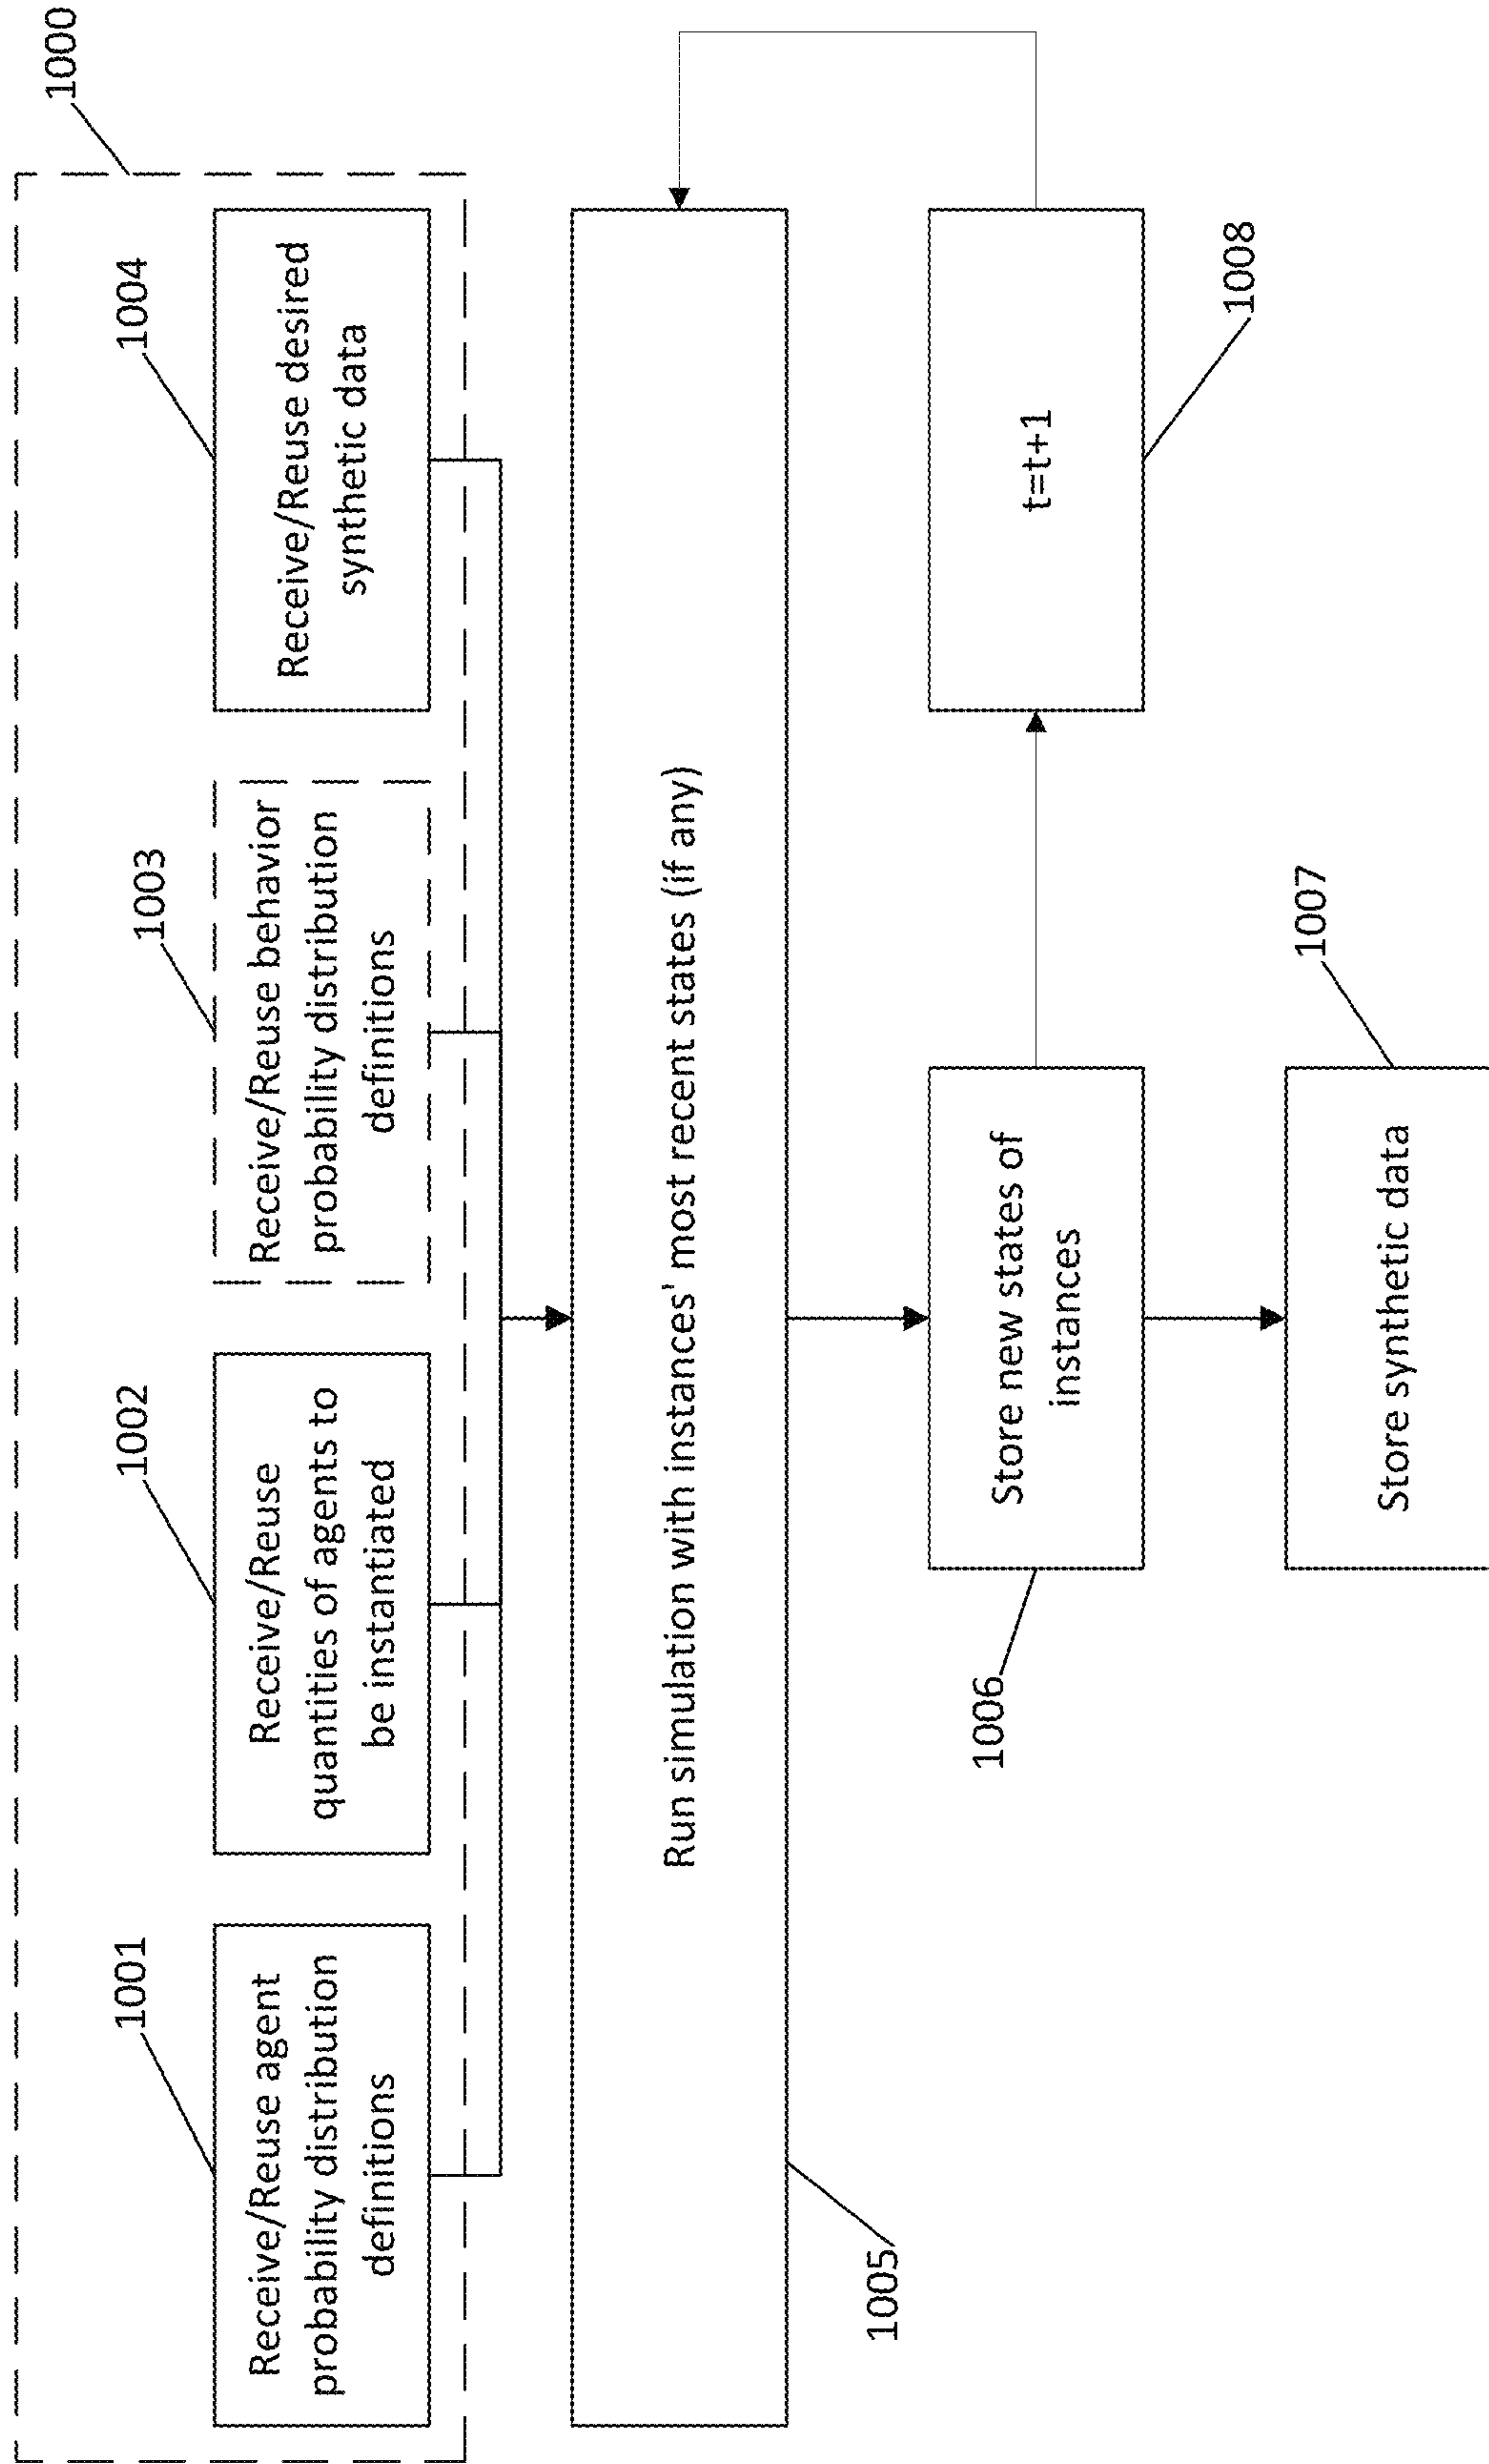 1000
1001
Receive/Reuse agent
probability distribution
definitions
1002
Receive/Reuse
quantities of agents to
be instantiated
1003
Receive/Reuse behavior
probability distribution
definitions
1004
Receive/Reuse desired
synthetic data
Run simulation with instances' most recent states (if any)
1005
1006
Store new states of
instances
t=t+1
1008
1007
Store synthetic data